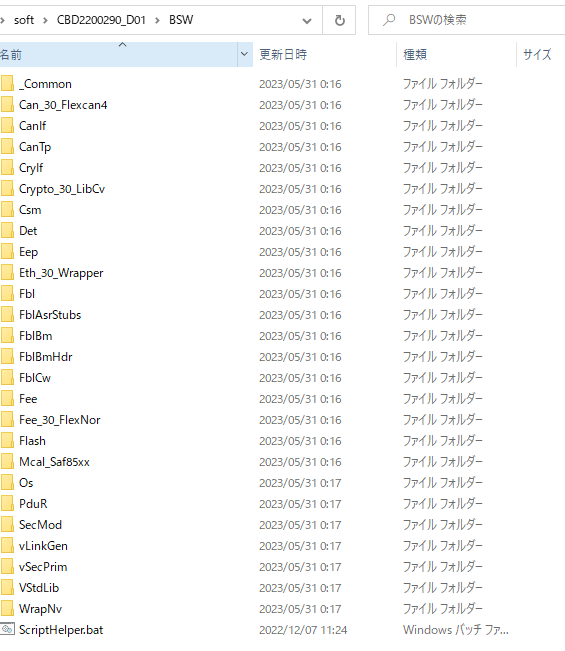 soft > CBD2200290_D01 > BSW
BSWの検索
名前 更新日時 種類 サイズ
_Common 2023/05/31 0:16 ファイル フォルダー
Can_30_Flexcan4 2023/05/31 0:16 ファイル フォルダー
CanIf 2023/05/31 0:16 ファイル フォルダー
CanTp 2023/05/31 0:16 ファイル フォルダー
CryIf 2023/05/31 0:16 ファイル フォルダー
Crypto_30_LibCv 2023/05/31 0:16 ファイル フォルダー
Csm 2023/05/31 0:16 ファイル フォルダー
Det 2023/05/31 0:16 ファイル フォルダー
Eep 2023/05/31 0:16 ファイル フォルダー
Eth_30_Wrapper 2023/05/31 0:16 ファイル フォルダー
Fbl 2023/05/31 0:16 ファイル フォルダー
FblAsrStubs 2023/05/31 0:16 ファイル フォルダー
FblBm 2023/05/31 0:16 ファイル フォルダー
FblBmHdr 2023/05/31 0:16 ファイル フォルダー
FblCw 2023/05/31 0:16 ファイル フォルダー
Fee 2023/05/31 0:16 ファイル フォルダー
Fee_30_FlexNor 2023/05/31 0:16 ファイル フォルダー
Flash 2023/05/31 0:16 ファイル フォルダー
Mcal_Saf85xx 2023/05/31 0:16 ファイル フォルダー
Os 2023/05/31 0:17 ファイル フォルダー
PduR 2023/05/31 0:17 ファイル フォルダー
SecMod 2023/05/31 0:17 ファイル フォルダー
vLinkGen 2023/05/31 0:17 ファイル フォルダー
vSecPrim 2023/05/31 0:17 ファイル フォルダー
VStdLib 2023/05/31 0:17 ファイル フォルダー
WrapNv 2023/05/31 0:17 ファイル フォルダー
ScriptHelper.bat 2022/12/07 11:24 Windows バッチ ファ...